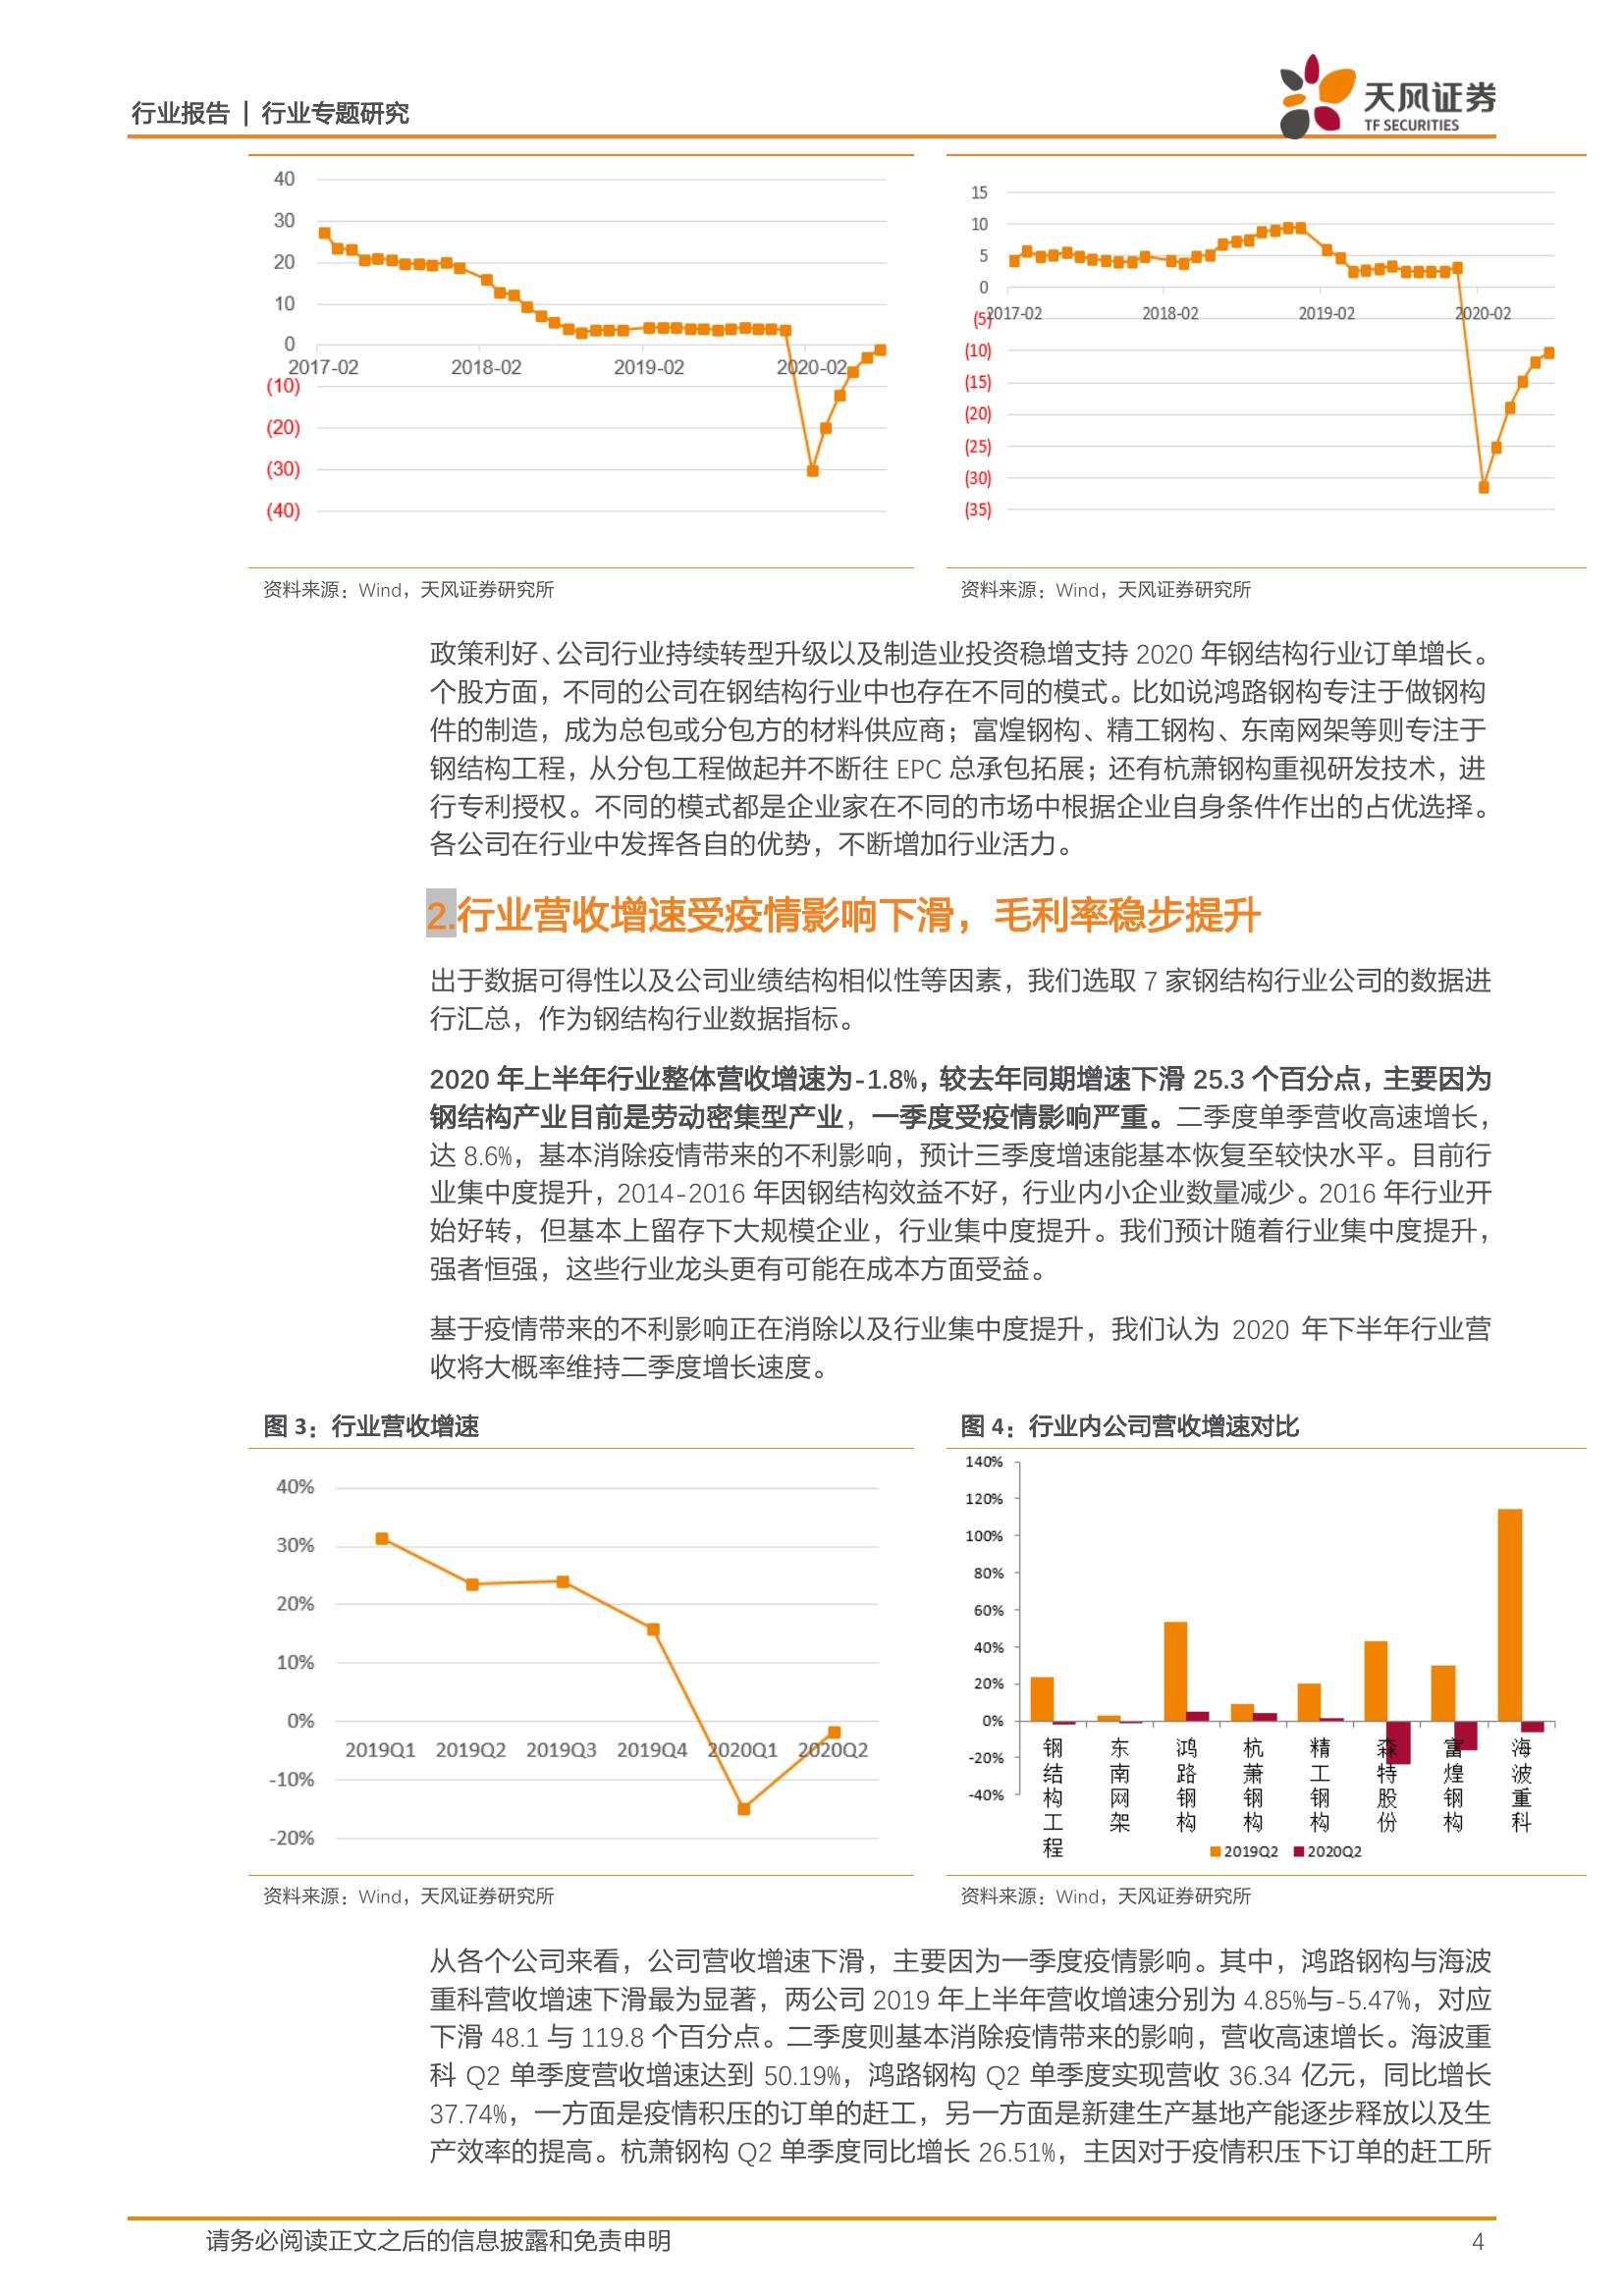 行业报告 | 行业专题研究
天风证券
TF SECURITIES
40
30
20
10
0
2017-02 2018-02 2019-02 2020-02
(10)
(20)
(30)
(40)
资料来源：Wind，天风证券研究所
15
10
5
0
(5)
2017-02 2018-02 2019-02 2020-02
(10)
(15)
(20)
(25)
(30)
(35)
资料来源：Wind，天风证券研究所
政策利好、公司行业持续转型升级以及制造业投资稳增支持 2020 年钢结构行业订单增长。
个股方面，不同的公司在钢结构行业中也存在不同的模式。比如说鸿路钢构专注于做钢构
件的制造，成为总包或分包方的材料供应商；富煌钢构、精工钢构、东南网架等则专注于
钢结构工程，从分包工程做起并不断往 EPC 总承包拓展；还有杭萧钢构重视研发技术，进
行专利授权。不同的模式都是企业家在不同的市场中根据企业自身条件作出的占优选择。
各公司在行业中发挥各自的优势，不断增加行业活力。
2.行业营收增速受疫情影响下滑，毛利率稳步提升
出于数据可得性以及公司业绩结构相似性等因素，我们选取 7 家钢结构行业公司的数据进
行汇总，作为钢结构行业数据指标。
2020 年上半年行业整体营收增速为-1.8%，较去年同期增速下滑 25.3 个百分点，主要因为
钢结构产业目前是劳动密集型产业，一季度受疫情影响严重。二季度单季营收高速增长，
达 8.6%，基本消除疫情带来的不利影响，预计三季度增速能基本恢复至较快水平。目前行
业集中度提升，2014-2016 年因钢结构效益不好，行业内小企业数量减少。2016 年行业开
始好转，但基本上留存下大规模企业，行业集中度提升。我们预计随着行业集中度提升，
强者恒强，这些行业龙头更有可能在成本方面受益。
基于疫情带来的不利影响正在消除以及行业集中度提升，我们认为 2020 年下半年行业营
收将大概率维持二季度增长速度。
图 3：行业营收增速
40%
30%
20%
10%
0%
2019Q1 2019Q2 2019Q3 2019Q4 2020Q1 2020Q2
-10%
-20%
资料来源：Wind，天风证券研究所
图 4：行业内公司营收增速对比
140%
120%
100%
80%
60%
40%
20%
0%
-20%
-40%
钢结构工程
东南网架
鸿路钢构
杭萧钢构
精工钢构
森特股份
富煌钢构
海波重科
2019Q2 2020Q2
资料来源：Wind，天风证券研究所
从各个公司来看，公司营收增速下滑，主要因为一季度疫情影响。其中，鸿路钢构与海波
重科营收增速下滑最为显著，两公司 2019 年上半年营收增速分别为 4.85%与-5.47%，对应
下滑 48.1 与 119.8 个百分点。二季度则基本消除疫情带来的影响，营收高速增长。海波重
科 Q2 单季度营收增速达到 50.19%，鸿路钢构 Q2 单季度实现营收 36.34 亿元，同比增长
37.74%，一方面是疫情积压的订单的赶工，另一方面是新建生产基地产能逐步释放以及生
产效率的提高。杭萧钢构 Q2 单季度同比增长 26.51%，主因对于疫情积压下订单的赶工所
请务必阅读正文之后的信息披露和免责申明
4